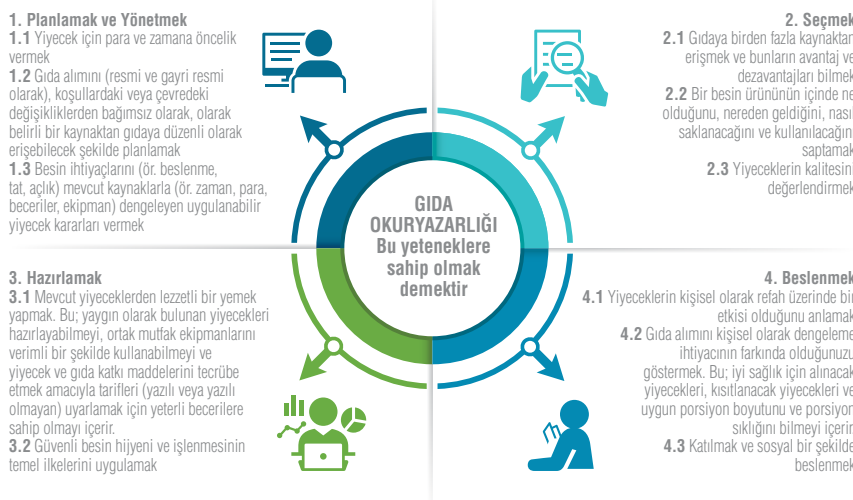 1. Planlamak ve Yönetmek
1.1 Yiyecek için para ve zamana öncelik
vermek
1.2 Gıda alımını (resmi ve gayri resmi
olarak), koşullardaki veya çevredeki
değişikliklerden bağımsız olarak, olarak
belirli bir kaynaktan gıdaya düzenli olarak
erişebilecek şekilde planlamak
1.3 Besin ihtiyaçlarını (ör. beslenme,
tat, açlık) mevcut kaynaklarla (ör. zaman, para,
beceriler, ekipman) dengeleyen uygulanabilir
yiyecek kararları vermek
2. Seçmek
2.1 Gıdaya birden fazla kaynaktan
erişmek ve bunların avantaj ve
dezavantajları bilmek
2.2 Bir besin ürününün içinde ne
olduğunu, nereden geldiğini, nasıl
saklanacağını ve kullanılacağını
saptamak
2.3 Yiyeceklerin kalitesini
değerlendirmek
GIDA
OKURYAZARLIĞI
Bu yeteneklere
sahip olmak
demektir
3. Hazırlamak
3.1 Mevcut yiyeceklerden lezzetli bir yemek
yapmak. Bu; yaygın olarak bulunan yiyecekleri
hazırlayabilmeyi, ortak mutfak ekipmanlarını
verimli bir şekilde kullanabilmeyi ve
yiyecek ve gıda katkı maddelerini tecrübe
etmek amacıyla tarifleri (yazılı veya yazılı
olmayan) uyarlamak için yeterli becerilere
sahip olmayı içerir.
3.2 Güvenli besin hijyeni ve işlenmesinin
temel ilkelerini uygulamak
4. Beslenmek
4.1 Yiyeceklerin kişisel olarak refah üzerinde bir
etkisi olduğunu anlamak
4.2 Gıda alımını kişisel olarak dengeleme
ihtiyacının farkında olduğunuzu
göstermek. Bu; iyi sağlık için alınacak
yiyecekleri, kısıtlanacak yiyecekleri ve
uygun porsiyon boyutunu ve porsiyon
sıklığını bilmeyi içerir
4.3 Katılmak ve sosyal bir şekilde
beslenmek